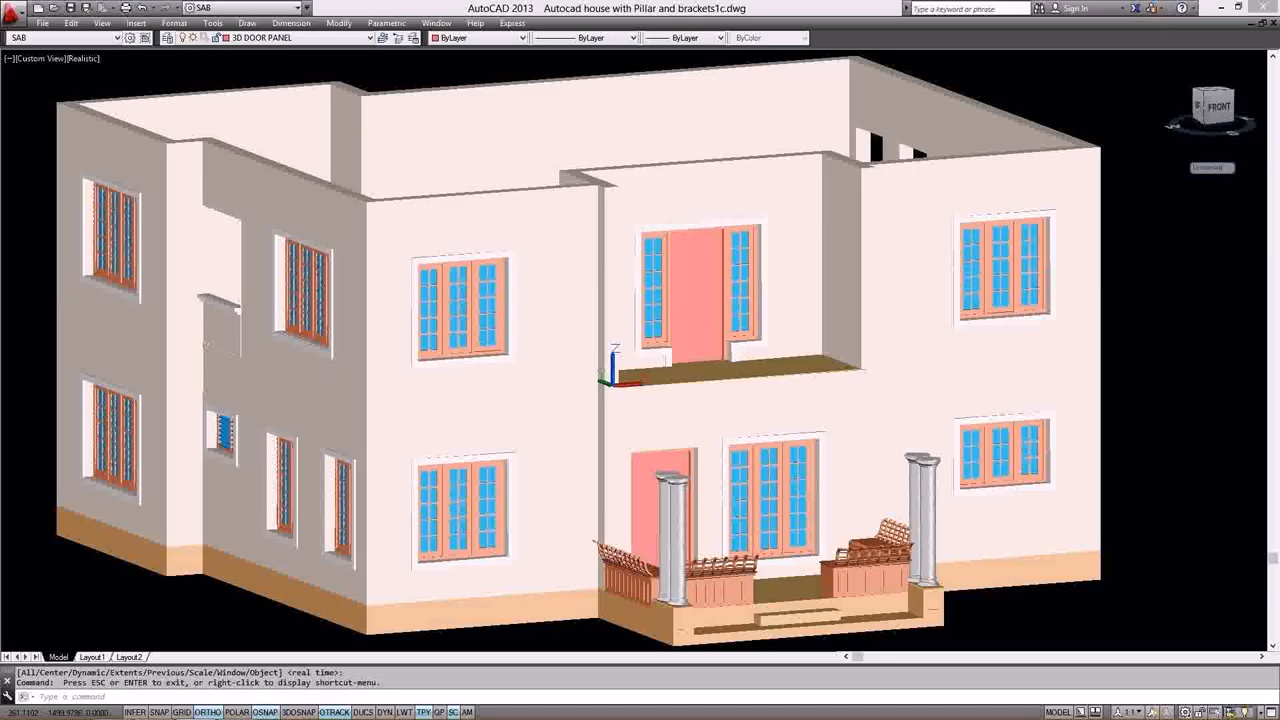 SAB
AutoCAD 2013 Autocad house with Pillar and brackets1c.dwg
Type a keyword or phrase
Sign In
File Edit View Insert Format Tools Draw Dimension Modify Parametric Window Help Express
SAB
3D DOOR PANEL
ByLayer
ByLayer
ByLayer
ByColor
[−][Custom View][Realistic]
FRONT
Unnamed
Z
Model Layout1 Layout2
[All/Center/Dynamic/Extents/Previous/Scale/Window/Object] <real time>:
Command: Press ESC or ENTER to exit, or right-click to display shortcut-menu.
Type a command
INFER SNAP GRID ORTHO POLAR OSNAP 3DOSNAP OTRACK DUCS DYN LWT TPY QP SC AM
MODEL
1:1